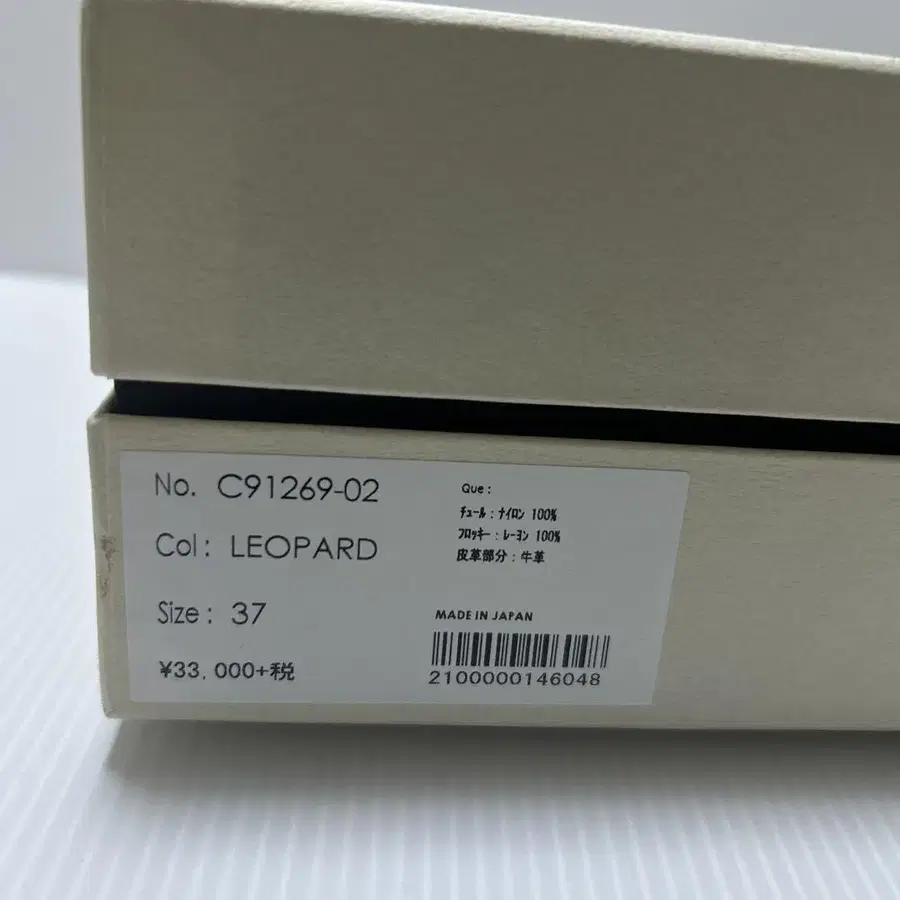 No. C91269-02
Col: LEOPARD
Size: 37
¥33,000+税
Que:
ﾁｭｰﾙ:ﾅｲﾛﾝ 100%
ﾌﾛｯｷｰ:ﾚｰﾖﾝ 100%
皮革部分:牛革
MADE IN JAPAN
2100000146048